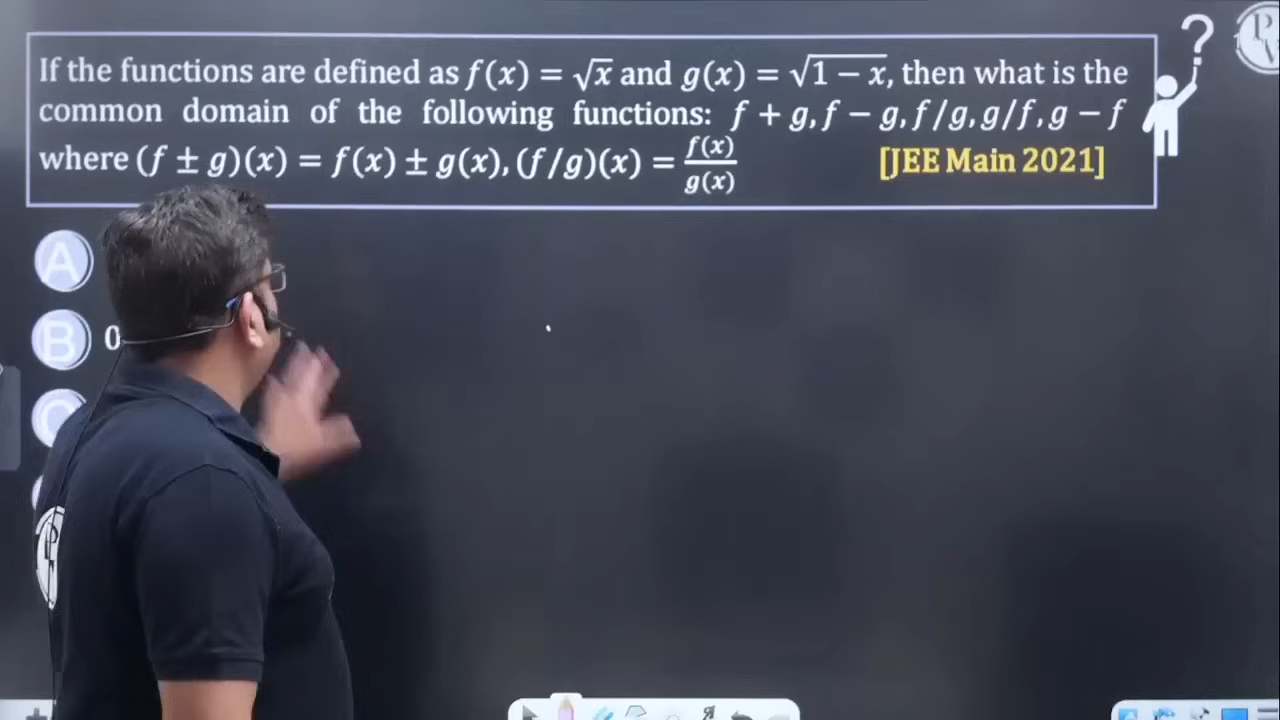 If the functions are defined as f(x) = √x and g(x) = √(1 − x), then what is the
common domain of the following functions: f + g, f − g, f/g, g/f, g − f
where (f ± g)(x) = f(x) ± g(x), (f/g)(x) = f(x)/g(x) [JEE Main 2021]
A
B 0
C